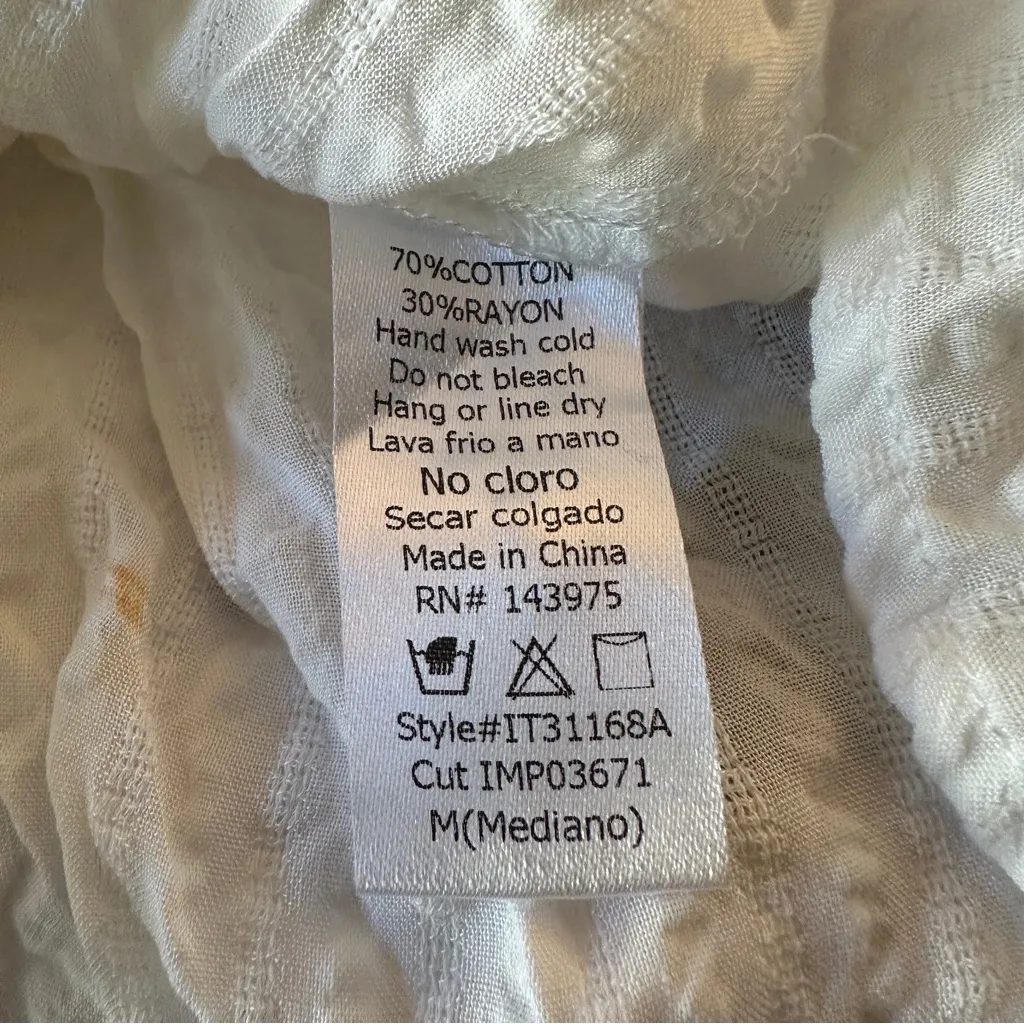 70%COTTON
30%RAYON
Hand wash cold
Do not bleach
Hang or line dry
Lava frio a mano
No cloro
Secar colgado
Made in China
RN# 143975
Style#IT31168A
Cut IMP03671
M(Mediano)